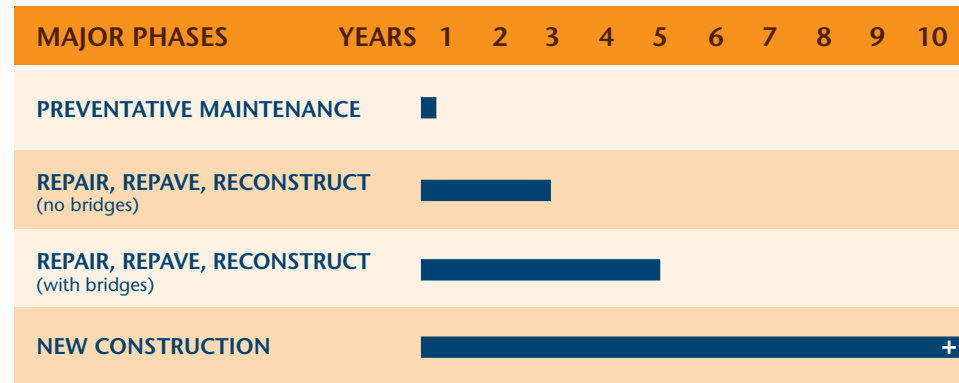 MAJOR PHASES YEARS 1 2 3 4 5 6 7 8 9 10
PREVENTATIVE MAINTENANCE
REPAIR, REPAVE, RECONSTRUCT
(no bridges)
REPAIR, REPAVE, RECONSTRUCT
(with bridges)
NEW CONSTRUCTION +